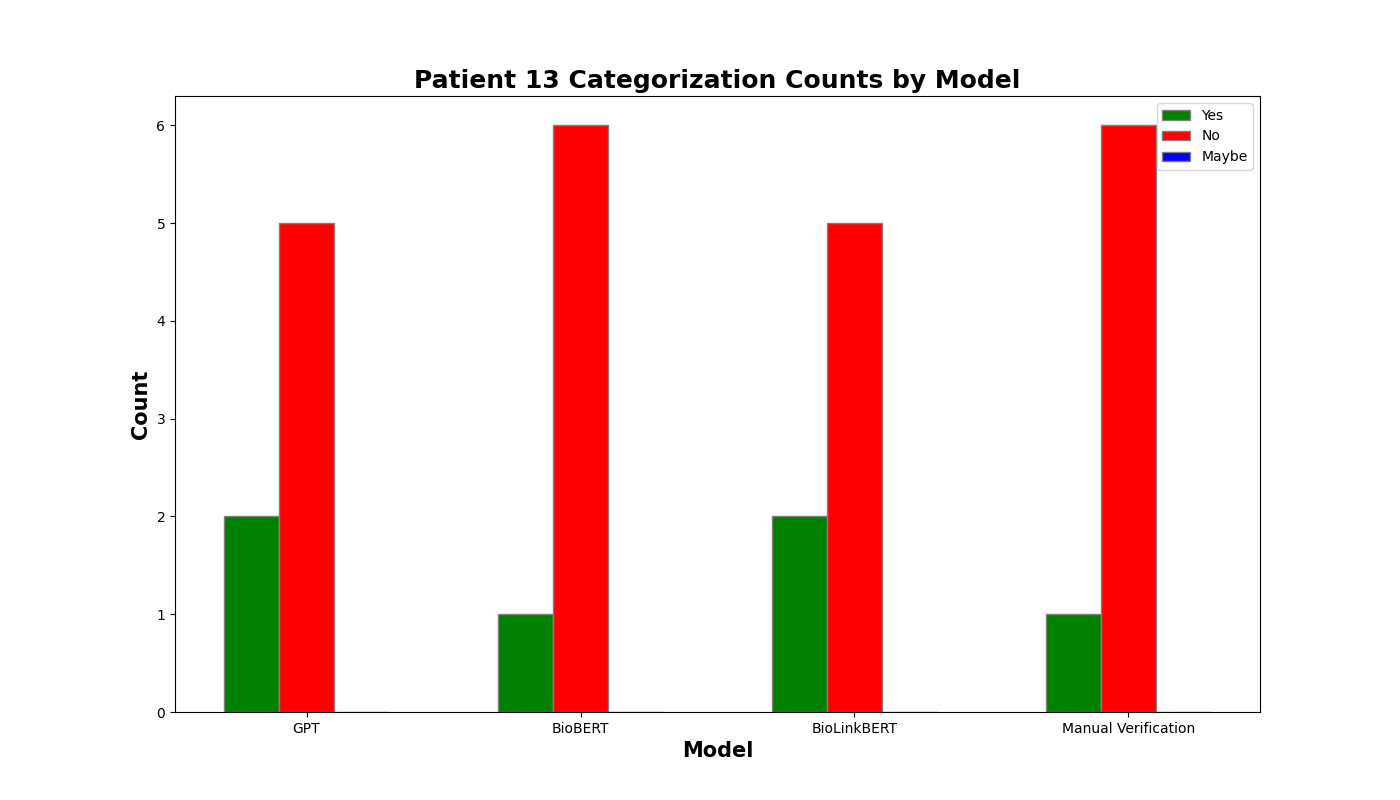 Patient 13 Categorization Counts by Model
Yes
No
Maybe
6
5
4
3
2
1
0
Count
GPT
BioBERT
BioLinkBERT
Manual Verification
Model